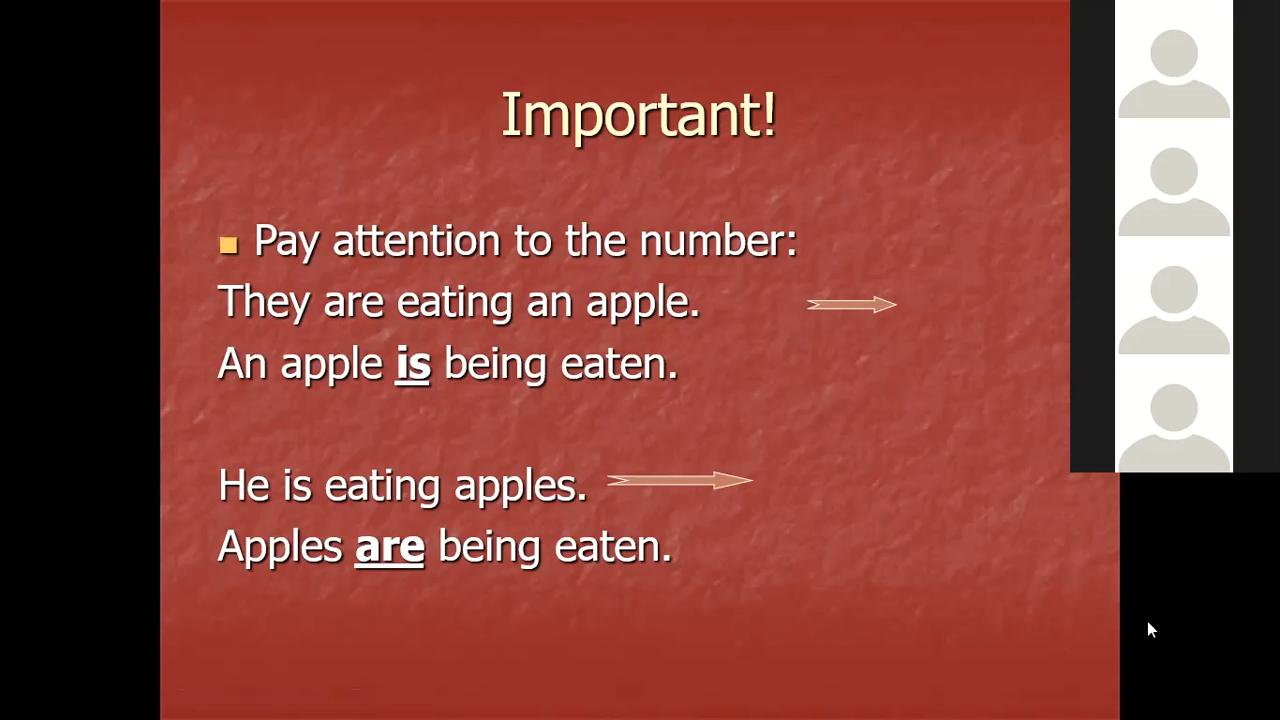 Important!
Pay attention to the number:
They are eating an apple.
An apple is being eaten.
He is eating apples.
Apples are being eaten.